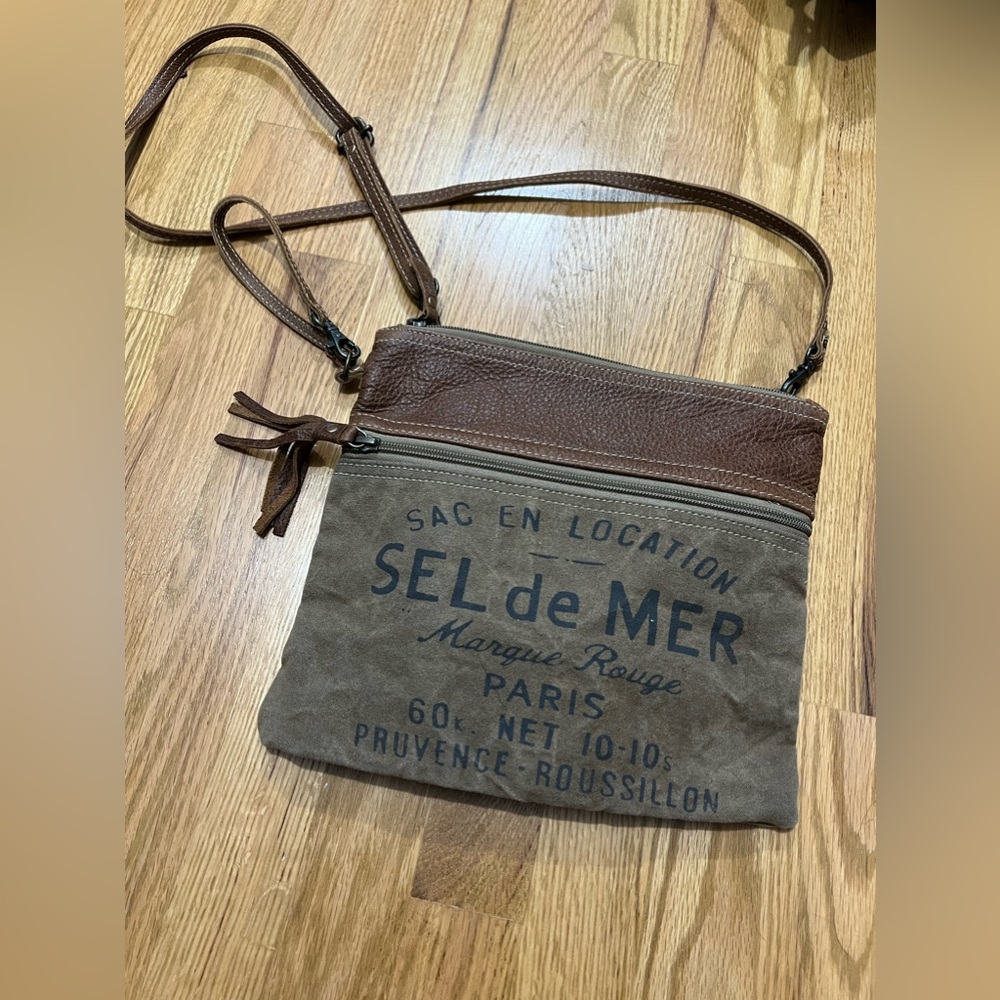 SAC EN LOCATION
SEL de MER
Marque Rouge
PARIS
60K. NET 10-10s
PRUVENCE-ROUSSILLON